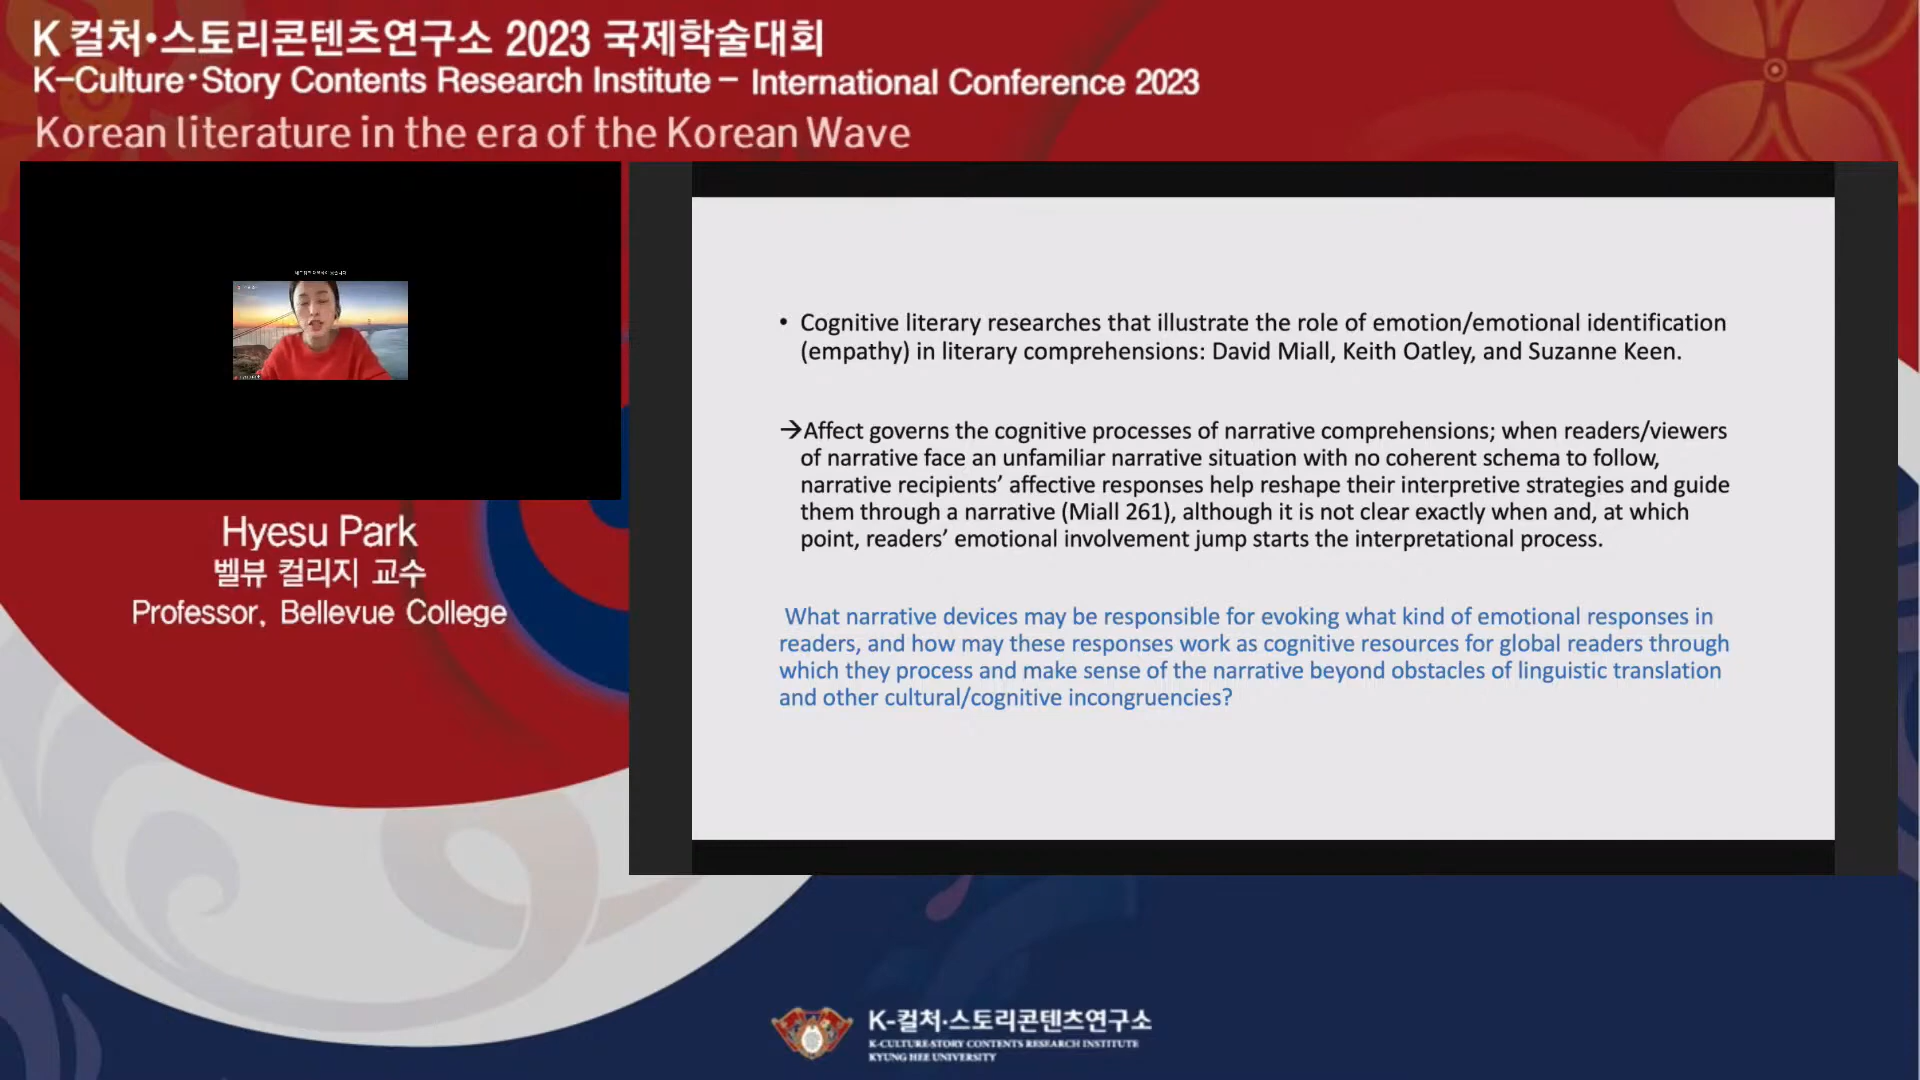 K 컬처•스토리콘텐츠연구소 2023 국제학술대회
K-Culture•Story Contents Research Institute - International Conference 2023
Korean literature in the era of the Korean Wave
Hyesu Park
벨뷰 컬리지 교수
Professor, Bellevue College
• Cognitive literary researches that illustrate the role of emotion/emotional identification
(empathy) in literary comprehensions: David Miall, Keith Oatley, and Suzanne Keen.
→Affect governs the cognitive processes of narrative comprehensions; when readers/viewers
of narrative face an unfamiliar narrative situation with no coherent schema to follow,
narrative recipients’ affective responses help reshape their interpretive strategies and guide
them through a narrative (Miall 261), although it is not clear exactly when and, at which
point, readers’ emotional involvement jump starts the interpretational process.
What narrative devices may be responsible for evoking what kind of emotional responses in
readers, and how may these responses work as cognitive resources for global readers through
which they process and make sense of the narrative beyond obstacles of linguistic translation
and other cultural/cognitive incongruencies?
K-컬처•스토리콘텐츠연구소
K-CULTURE•STORY CONTENTS RESEARCH INSTITUTE
KYUNG HEE UNIVERSITY